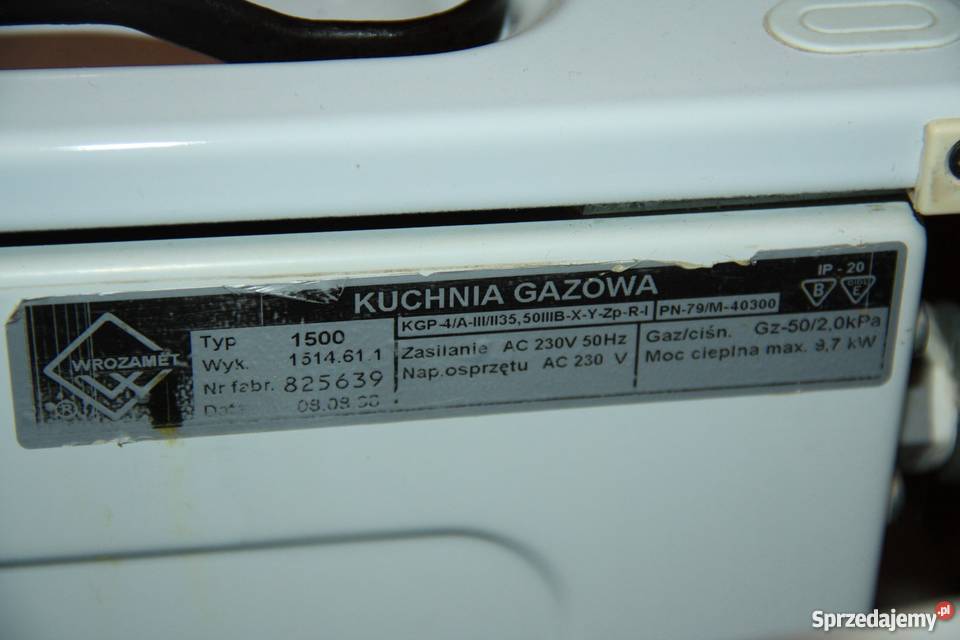 KUCHNIA GAZOWA
IP - 20
B
E
WROZAMET
®
Typ 1500
Wyk. 1514.61.1
Nr fabr. 825639
Data
KGP-4/A-III/II35,50IIIB-X-Y-Zp-R-I
PN-79/M-40300
Zasilanie AC 230V 50Hz
Nap.osprzętu AC 230 V
Gaz/ciśn. Gz-50/2,0kPa
Moc cieplna max. 9,7 kW
Sprzedajemy.pl